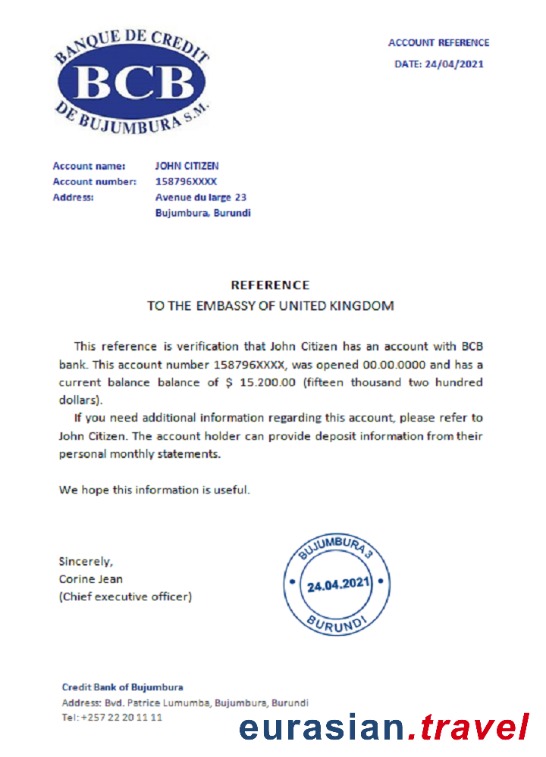 BANQUE DE CREDIT
BCB
DE BUJUMBURA S.M.
ACCOUNT REFERENCE
DATE: 24/04/2021
Account name: JOHN CITIZEN
Account number: 158796XXXX
Address: Avenue du large 23
Bujumbura, Burundi
REFERENCE
TO THE EMBASSY OF UNITED KINGDOM
This reference is verification that John Citizen has an account with BCB
bank. This account number 158796XXXX, was opened 00.00.0000 and has a
current balance balance of $ 15.200.00 (fifteen thousand two hundred
dollars).
If you need additional information regarding this account, please refer to
John Citizen. The account holder can provide deposit information from their
personal monthly statements.
We hope this information is useful.
Sincerely,
Corine Jean
(Chief executive officer)
BUJUMBURA 3
24.04.2021
BURUNDI
Credit Bank of Bujumbura
Address: Bvd. Patrice Lumumba, Bujumbura, Burundi
Tel: +257 22 20 11 11
eurasian.travel